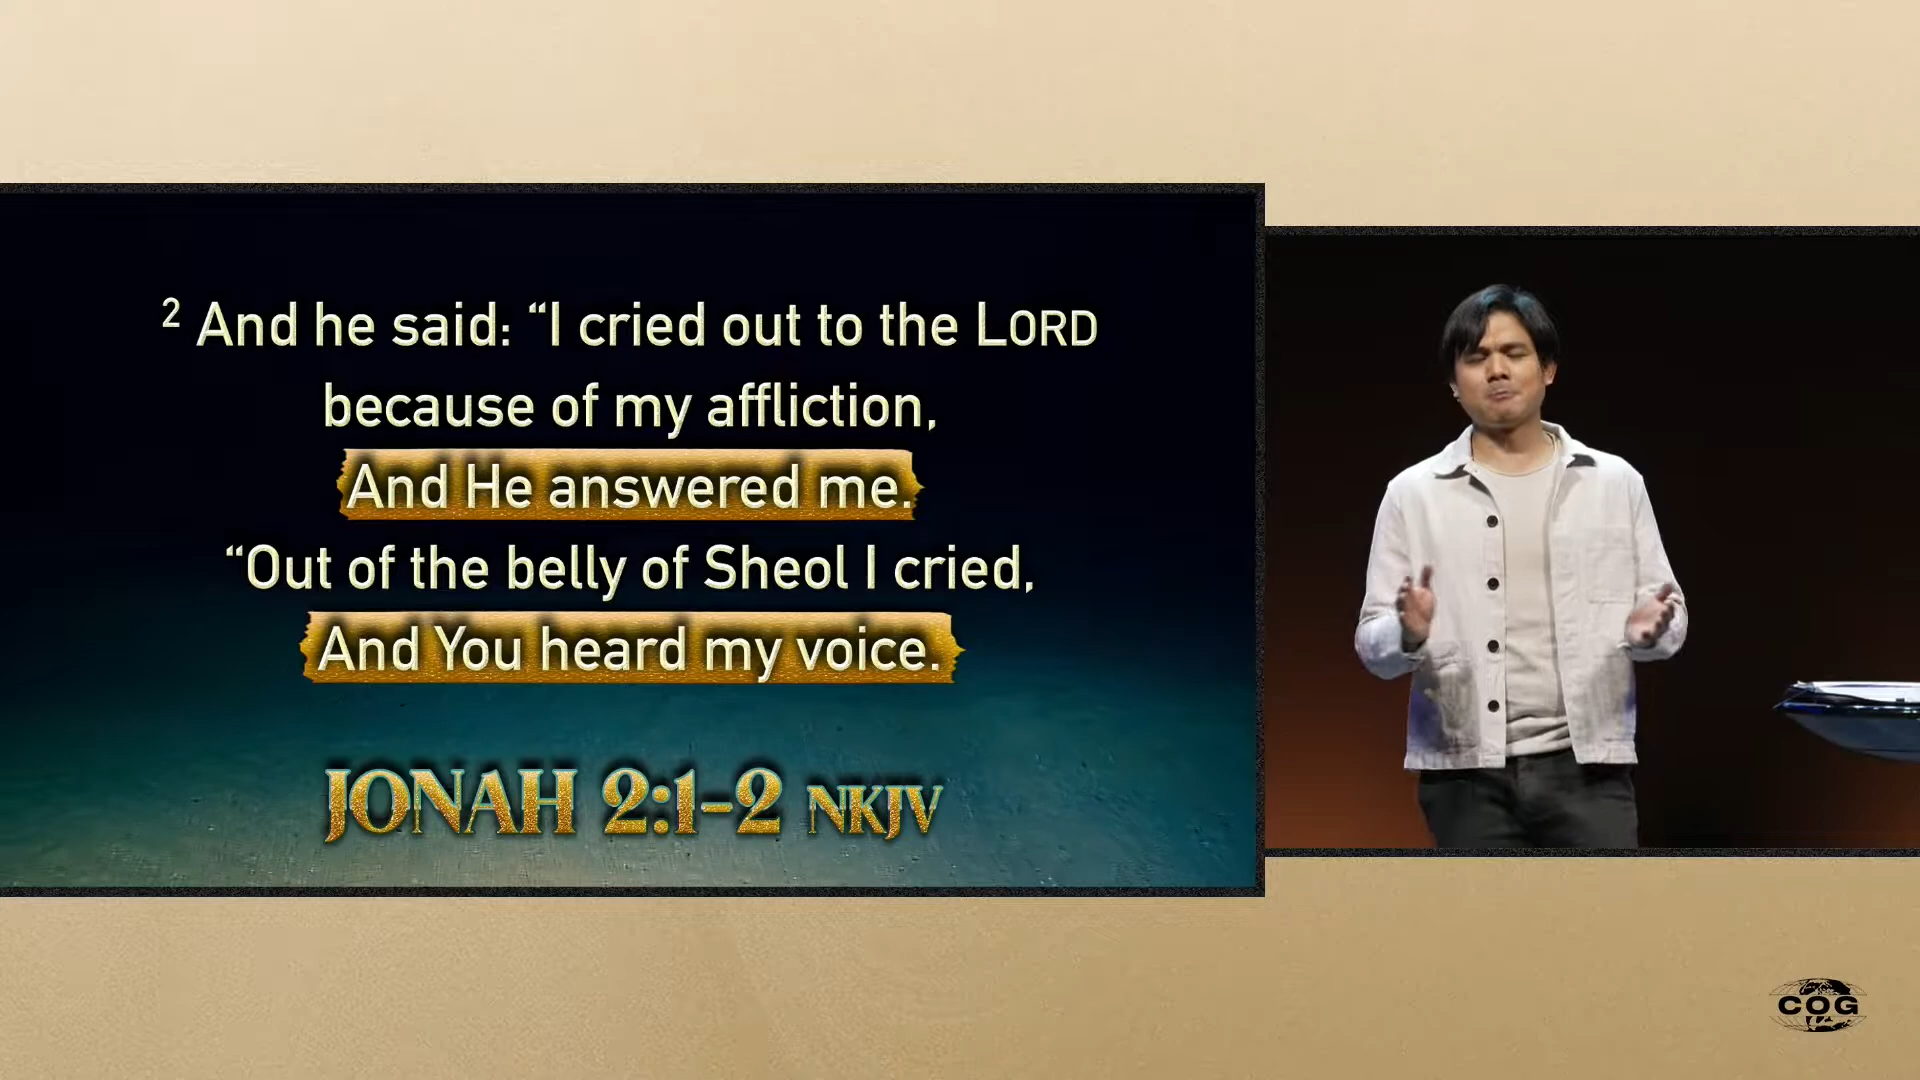 ² And he said: “I cried out to the LORD
because of my affliction,
And He answered me.
“Out of the belly of Sheol I cried,
And You heard my voice.
JONAH 2:1-2 NKJV
COG